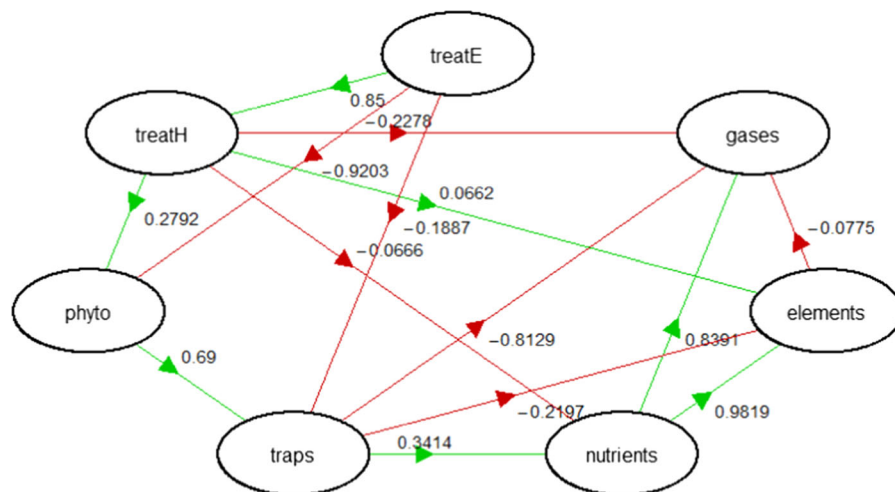 treatE
0.85
treatH
−0.2278
gases
−0.9203
0.0662
0.2792
−0.1887
−0.0775
−0.0666
phyto
elements
0.69
−0.8129
0.8391
−0.2197
0.9819
0.3414
traps
nutrients